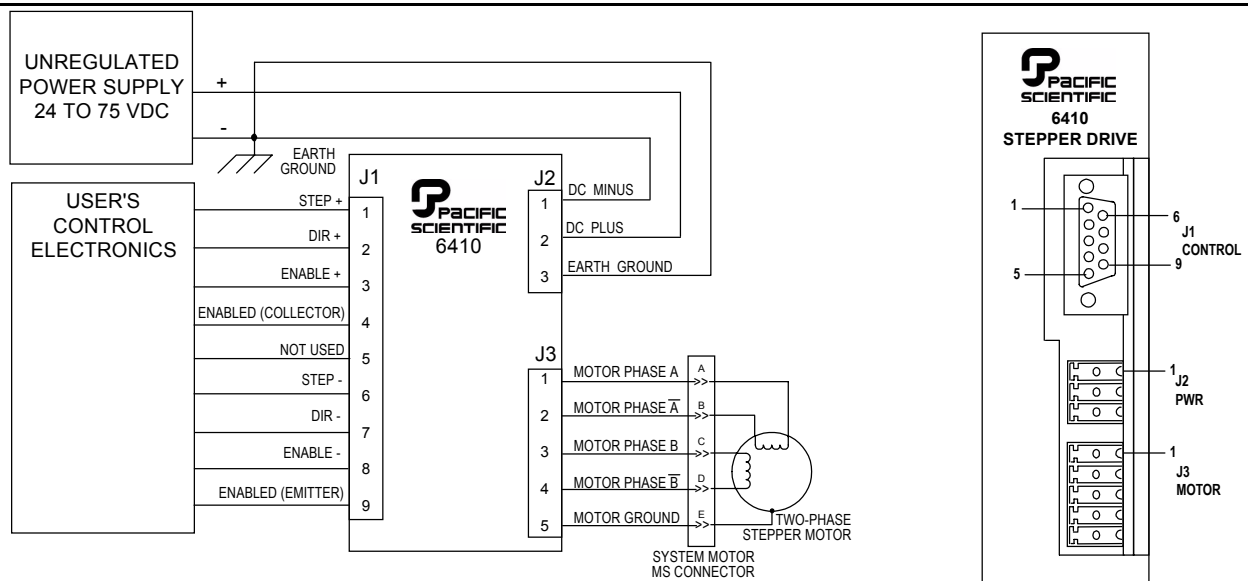 UNREGULATED
POWER SUPPLY
24 TO 75 VDC
+
-
EARTH
GROUND
USER'S
CONTROL
ELECTRONICS
STEP +
DIR +
ENABLE +
ENABLED (COLLECTOR)
NOT USED
STEP -
DIR -
ENABLE -
ENABLED (EMITTER)
J1
1
2
3
4
5
6
7
8
9
PACIFIC
SCIENTIFIC
6410
J2
1
2
3
DC MINUS
DC PLUS
EARTH GROUND
J3
1
2
3
4
5
MOTOR PHASE A
MOTOR PHASE A̅
MOTOR PHASE B
MOTOR PHASE B̅
MOTOR GROUND
A
>>
B
>>
C
>>
D
>>
E
>>
TWO-PHASE
STEPPER MOTOR
SYSTEM MOTOR
MS CONNECTOR
PACIFIC
SCIENTIFIC
6410
STEPPER DRIVE
1
6
J1
CONTROL
5
9
1
J2
PWR
1
J3
MOTOR